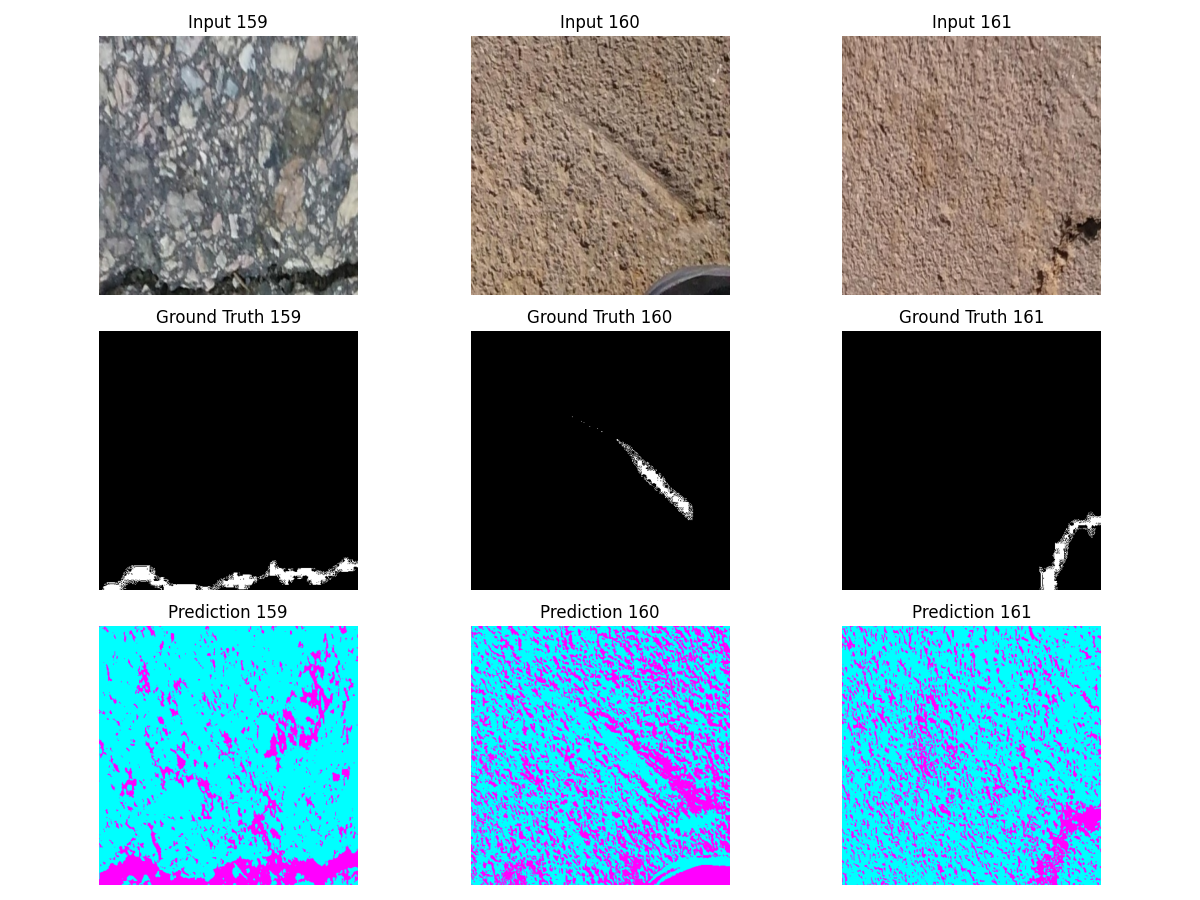 Input 159
Input 160
Input 161
Ground Truth 159
Ground Truth 160
Ground Truth 161
Prediction 159
Prediction 160
Prediction 161